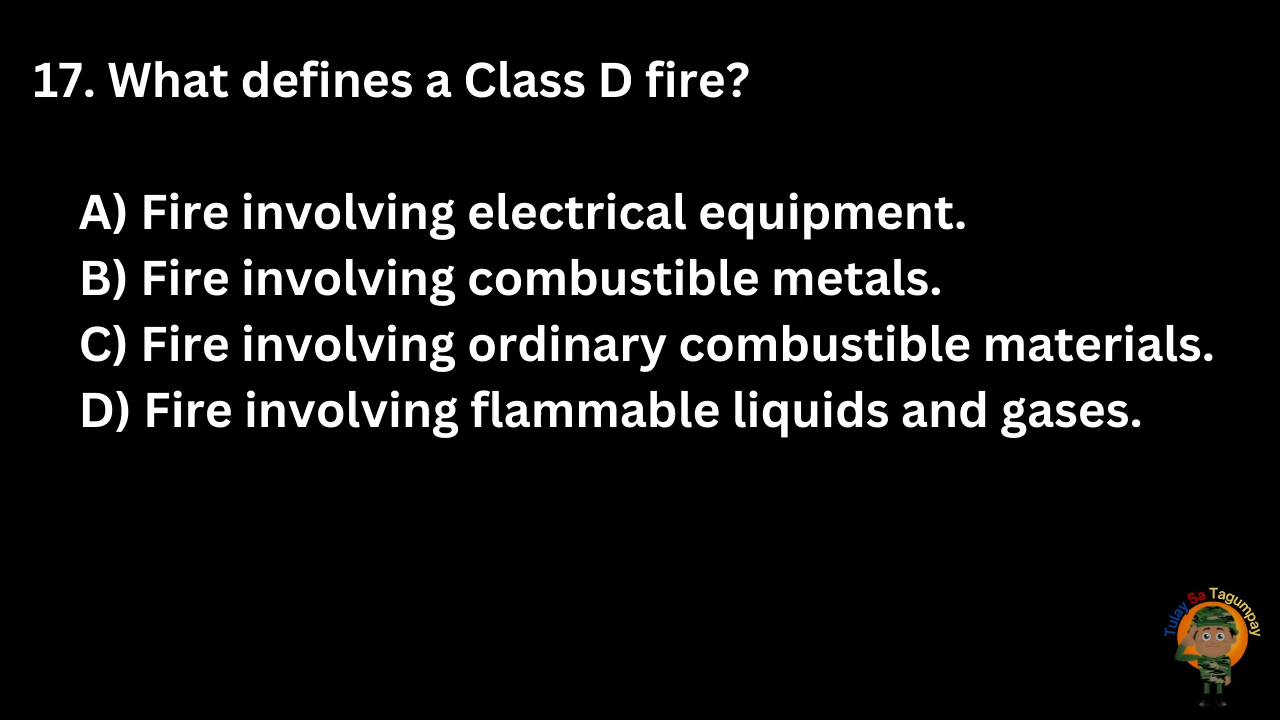 17. What defines a Class D fire?
A) Fire involving electrical equipment.
B) Fire involving combustible metals.
C) Fire involving ordinary combustible materials.
D) Fire involving flammable liquids and gases.
Tulay Sa Tagumpay